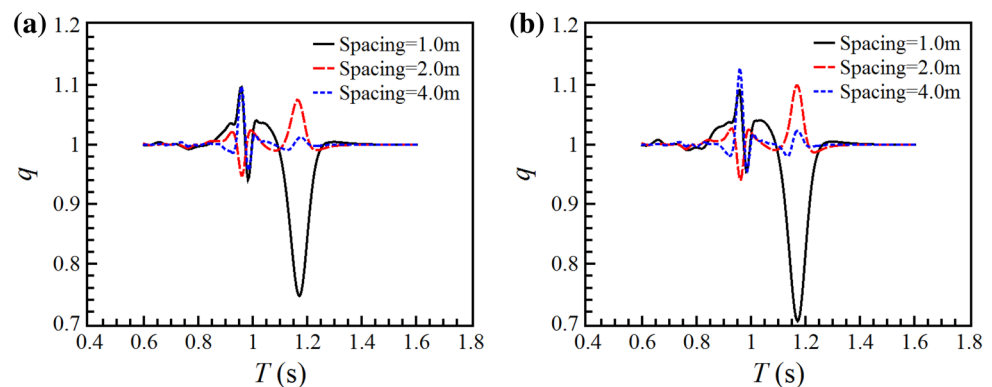 (a)
1.2
1.1
1
0.9
0.8
0.7
q
Spacing=1.0m
Spacing=2.0m
Spacing=4.0m
0.4 0.6 0.8 1 1.2 1.4 1.6 1.8
T (s)
(b)
1.2
1.1
1
0.9
0.8
0.7
q
Spacing=1.0m
Spacing=2.0m
Spacing=4.0m
0.4 0.6 0.8 1 1.2 1.4 1.6 1.8
T (s)